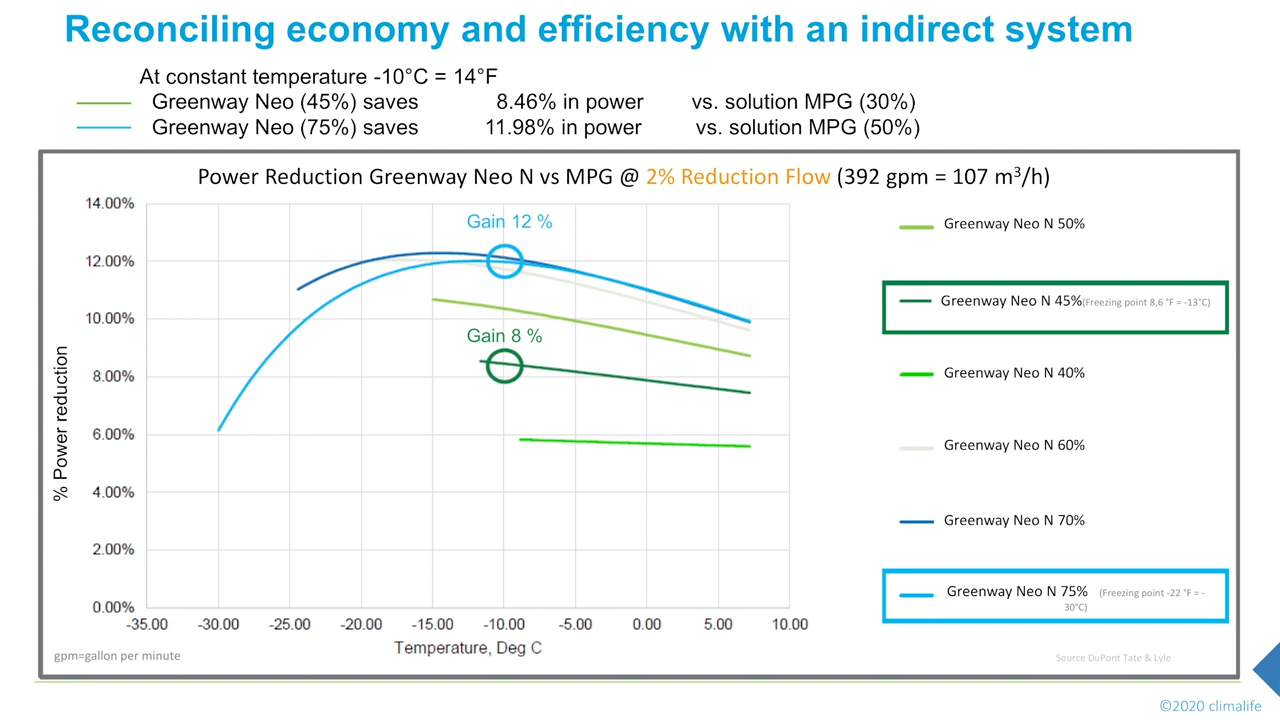 Reconciling economy and efficiency with an indirect system
At constant temperature -10°C = 14°F
Greenway Neo (45%) saves 8.46% in power vs. solution MPG (30%)
Greenway Neo (75%) saves 11.98% in power vs. solution MPG (50%)
Power Reduction Greenway Neo N vs MPG @ 2% Reduction Flow (392 gpm = 107 m³/h)
% Power reduction
14.00%
12.00%
10.00%
8.00%
6.00%
4.00%
2.00%
0.00%
Gain 12 %
Gain 8 %
-35.00 -30.00 -25.00 -20.00 -15.00 -10.00 -5.00 0.00 5.00 10.00
Temperature, Deg C
Greenway Neo N 50%
Greenway Neo N 45%(Freezing point 8,6 °F = -13°C)
Greenway Neo N 40%
Greenway Neo N 60%
Greenway Neo N 70%
Greenway Neo N 75% (Freezing point -22 °F = -
30°C)
gpm=gallon per minute
Source DuPont Tate & Lyle
©2020 climalife